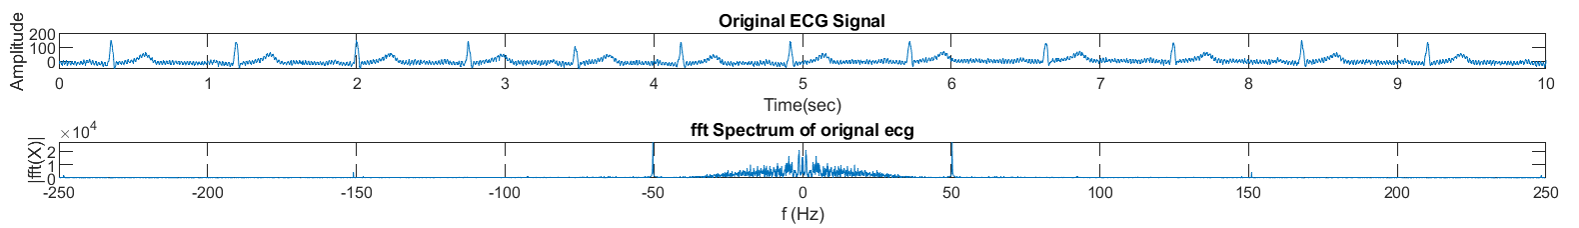 Original ECG Signal
Amplitude
200
100
0
0 1 2 3 4 5 6 7 8 9 10
Time(sec)
fft Spectrum of orignal ecg
×10^4
|fft(X)|
2
1
0
-250 -200 -150 -100 -50 0 50 100 150 200 250
f (Hz)